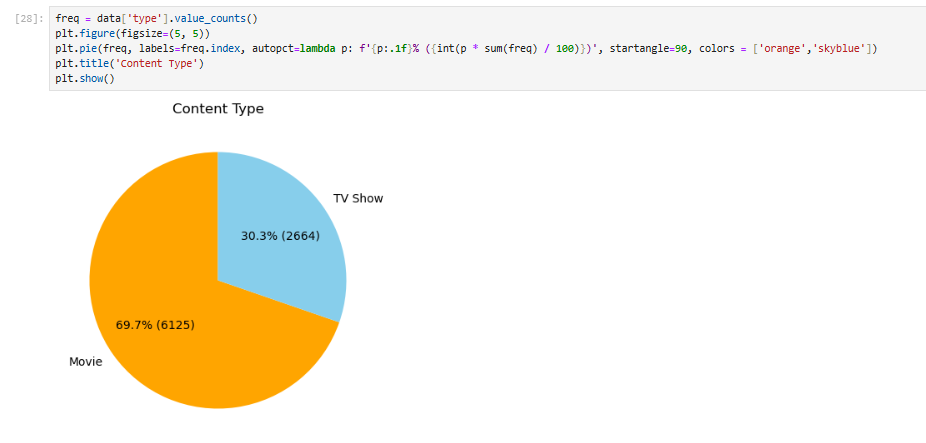 [28]: freq = data['type'].value_counts()
plt.figure(figsize=(5, 5))
plt.pie(freq, labels=freq.index, autopct=lambda p: f'{p:.1f}% ({int(p * sum(freq) / 100)})', startangle=90, colors = ['orange','skyblue'])
plt.title('Content Type')
plt.show()
Content Type
TV Show
30.3% (2664)
69.7% (6125)
Movie